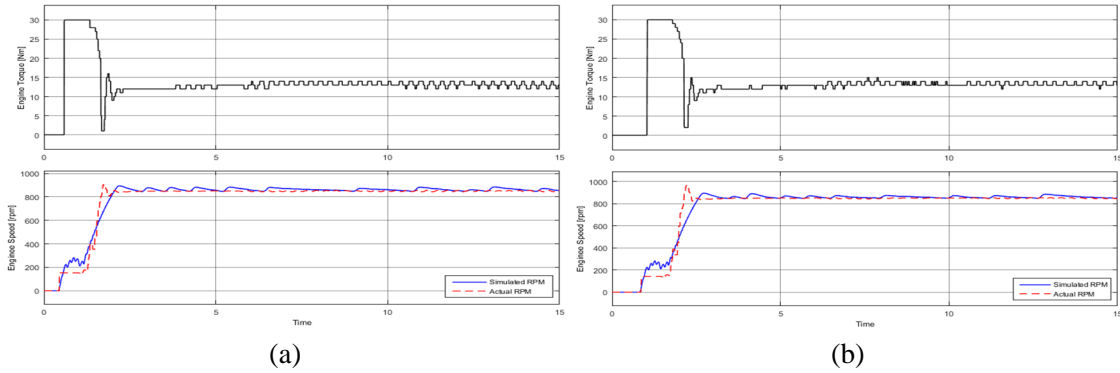 30
25
20
15
10
5
0
Engine Torque [Nm]
0 5 10 15
1000
800
600
400
200
0
Enginee Speed [rpm]
Simulated RPM
Actual RPM
0 5 10 15
Time
(a)
30
25
20
15
10
5
0
Engine Torque [Nm]
0 5 10 15
1000
800
600
400
200
0
Enginee Speed [rpm]
Simulated RPM
Actual RPM
0 5 10 15
Time
(b)